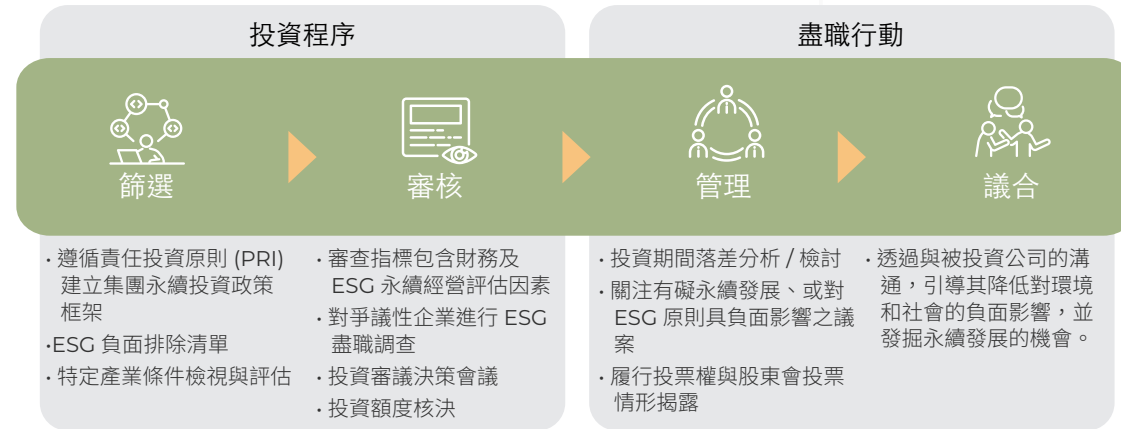 投資程序
盡職行動
篩選
審核
管理
議合
· 遵循責任投資原則 (PRI)
建立集團永續投資政策
框架
·ESG 負面排除清單
· 特定產業條件檢視與評估
· 審查指標包含財務及
ESG 永續經營評估因素
· 對爭議性企業進行 ESG
盡職調查
· 投資審議決策會議
· 投資額度核決
· 投資期間落差分析 / 檢討
· 關注有礙永續發展、或對
ESG 原則具負面影響之議
案
· 履行投票權與股東會投票
情形揭露
· 透過與被投資公司的溝
通，引導其降低對環境
和社會的負面影響，並
發掘永續發展的機會。